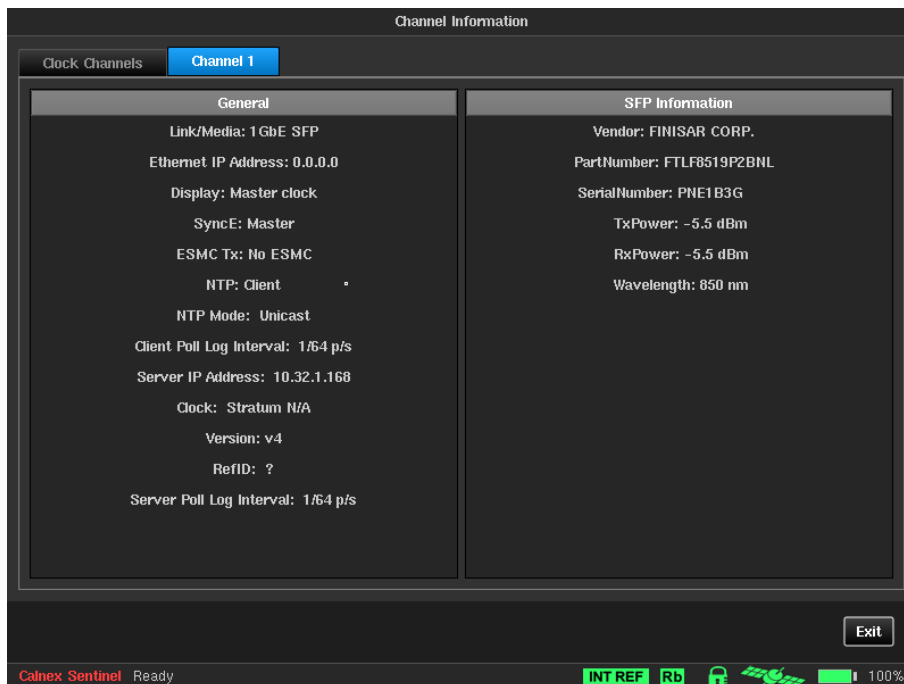 Channel Information
Clock Channels
Channel 1
General
Link/Media: 1GbE SFP
Ethernet IP Address: 0.0.0.0
Display: Master clock
SyncE: Master
ESMC Tx: No ESMC
NTP: Client
NTP Mode: Unicast
Client Poll Log Interval: 1/64 p/s
Server IP Address: 10.32.1.168
Clock: Stratum N/A
Version: v4
RefID: ?
Server Poll Log Interval: 1/64 p/s
SFP Information
Vendor: FINISAR CORP.
PartNumber: FTLF8519P2BNL
SerialNumber: PNE1B3G
TxPower: -5.5 dBm
RxPower: -5.5 dBm
Wavelength: 850 nm
Exit
Calnex Sentinel Ready
INT REF Rb 100%